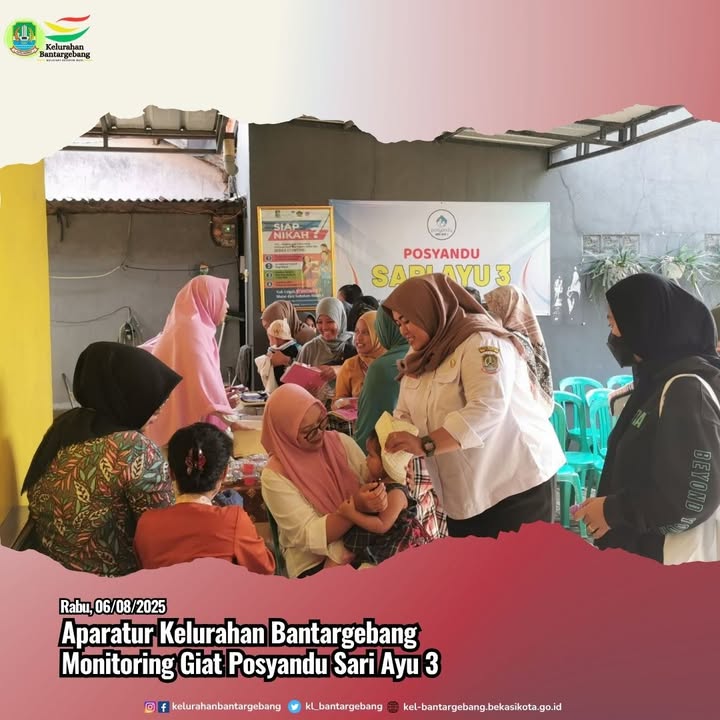 Kelurahan
Bantargebang
SIAP
NIKAH ?
posyandu
POSYANDU
SARI AYU 3
BEYOND
Rabu, 06/08/2025
Aparatur Kelurahan Bantargebang
Monitoring Giat Posyandu Sari Ayu 3
kelurahanbantargebang kl_bantargebang kel-bantargebang.bekasikota.go.id